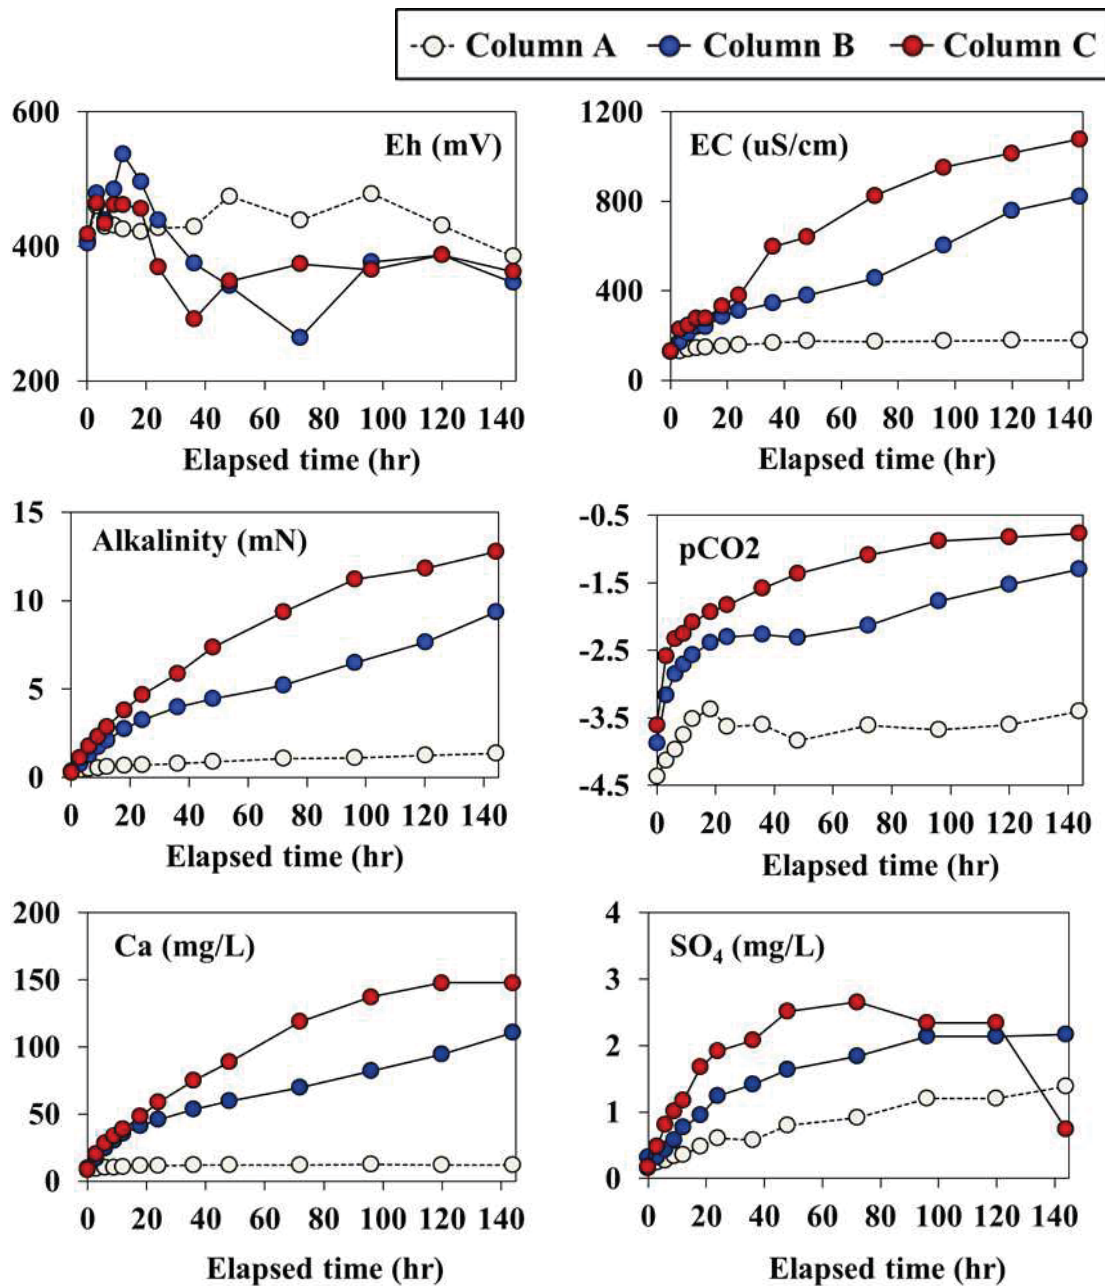 Column A Column B Column C
600
400
200
Eh (mV)
0 20 40 60 80 100 120 140
Elapsed time (hr)
1200
800
400
0
EC (uS/cm)
0 20 40 60 80 100 120 140
Elapsed time (hr)
15
10
5
0
Alkalinity (mN)
0 20 40 60 80 100 120 140
Elapsed time (hr)
-0.5
-1.5
-2.5
-3.5
-4.5
pCO2
0 20 40 60 80 100 120 140
Elapsed time (hr)
200
150
100
50
0
Ca (mg/L)
0 20 40 60 80 100 120 140
Elapsed time (hr)
4
3
2
1
0
SO₄ (mg/L)
0 20 40 60 80 100 120 140
Elapsed time (hr)